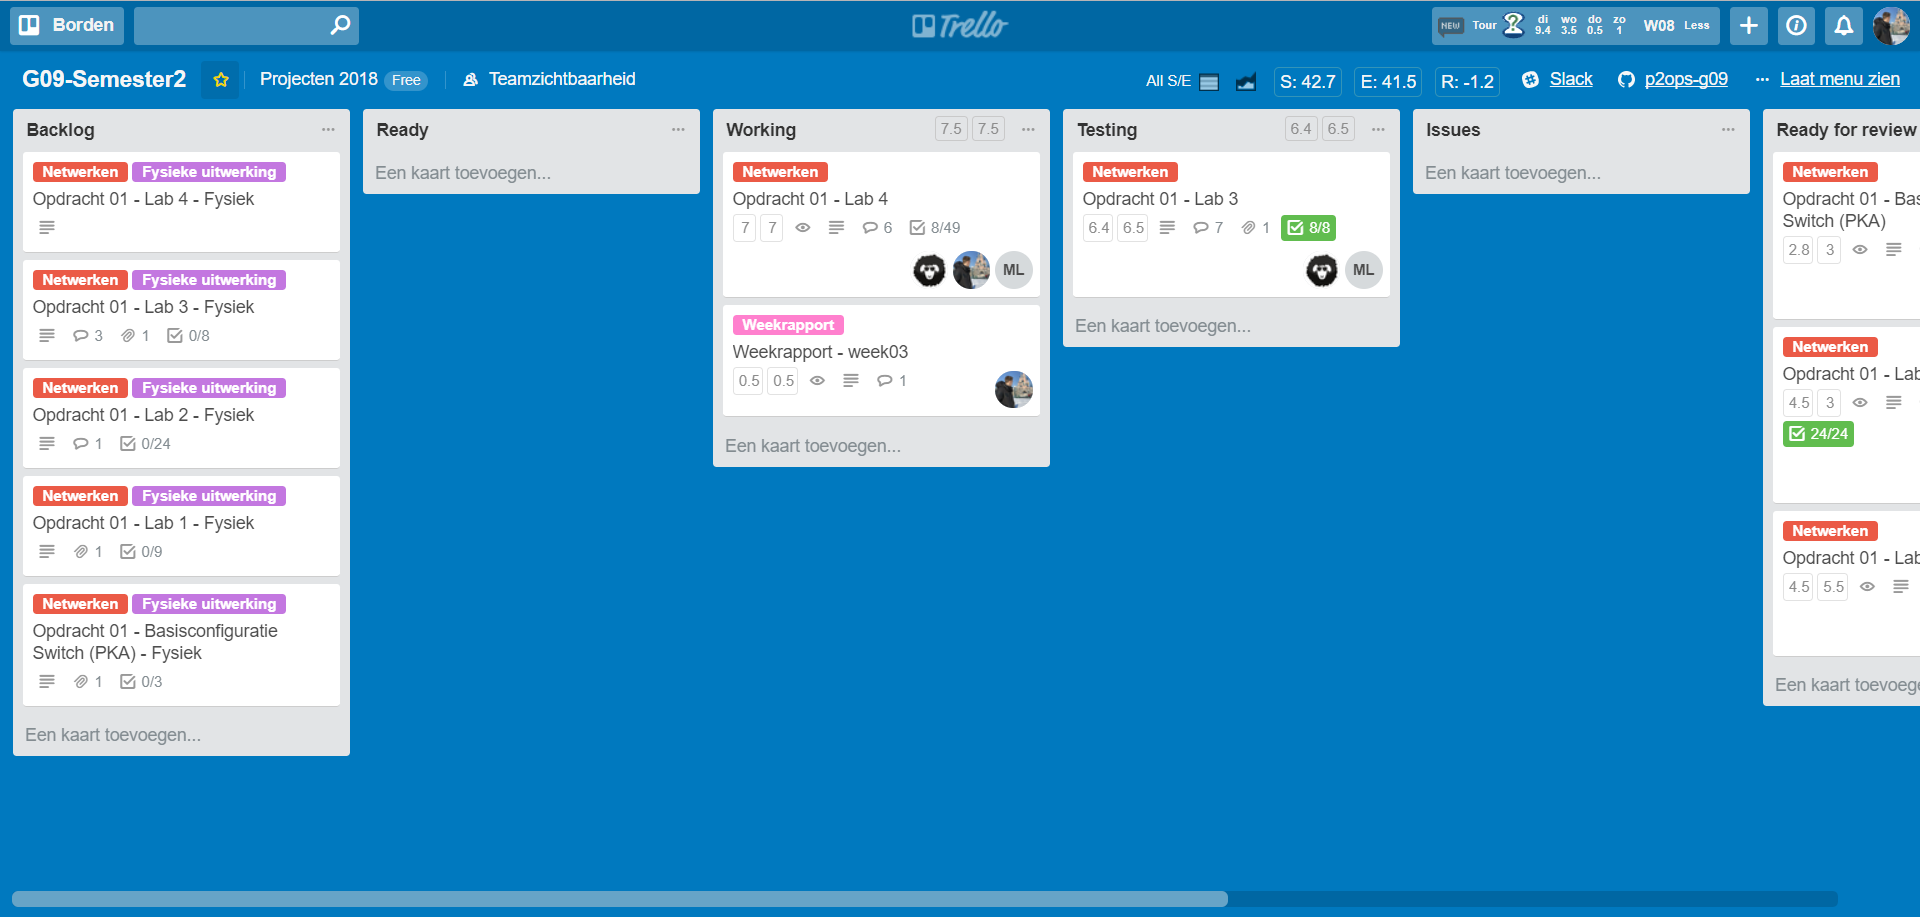 Borden
Trello
NEW Tour di 9.4 wo 3.5 do 0.5 zo 1 W08 Less
G09-Semester2
Projecten 2018 Free
Teamzichtbaarheid
All S/E
S: 42.7
E: 41.5
R: -1.2
Slack
p2ops-g09
Laat menu zien
Backlog
Netwerken Fysieke uitwerking
Opdracht 01 - Lab 4 - Fysiek
Netwerken Fysieke uitwerking
Opdracht 01 - Lab 3 - Fysiek
3 1 0/8
Netwerken Fysieke uitwerking
Opdracht 01 - Lab 2 - Fysiek
1 0/24
Netwerken Fysieke uitwerking
Opdracht 01 - Lab 1 - Fysiek
1 0/9
Netwerken Fysieke uitwerking
Opdracht 01 - Basisconfiguratie
Switch (PKA) - Fysiek
1 0/3
Een kaart toevoegen...
Ready
Een kaart toevoegen...
Working 7.5 7.5
Netwerken
Opdracht 01 - Lab 4
7 7 6 8/49
ML
Weekrapport
Weekrapport - week03
0.5 0.5 1
Een kaart toevoegen...
Testing 6.4 6.5
Netwerken
Opdracht 01 - Lab 3
6.4 6.5 7 1 8/8
ML
Een kaart toevoegen...
Issues
Een kaart toevoegen...
Ready for review
Netwerken
Opdracht 01 - Bas
Switch (PKA)
2.8 3
Netwerken
Opdracht 01 - Lab
4.5 3
24/24
Netwerken
Opdracht 01 - Lab
4.5 5.5
Een kaart toevoege